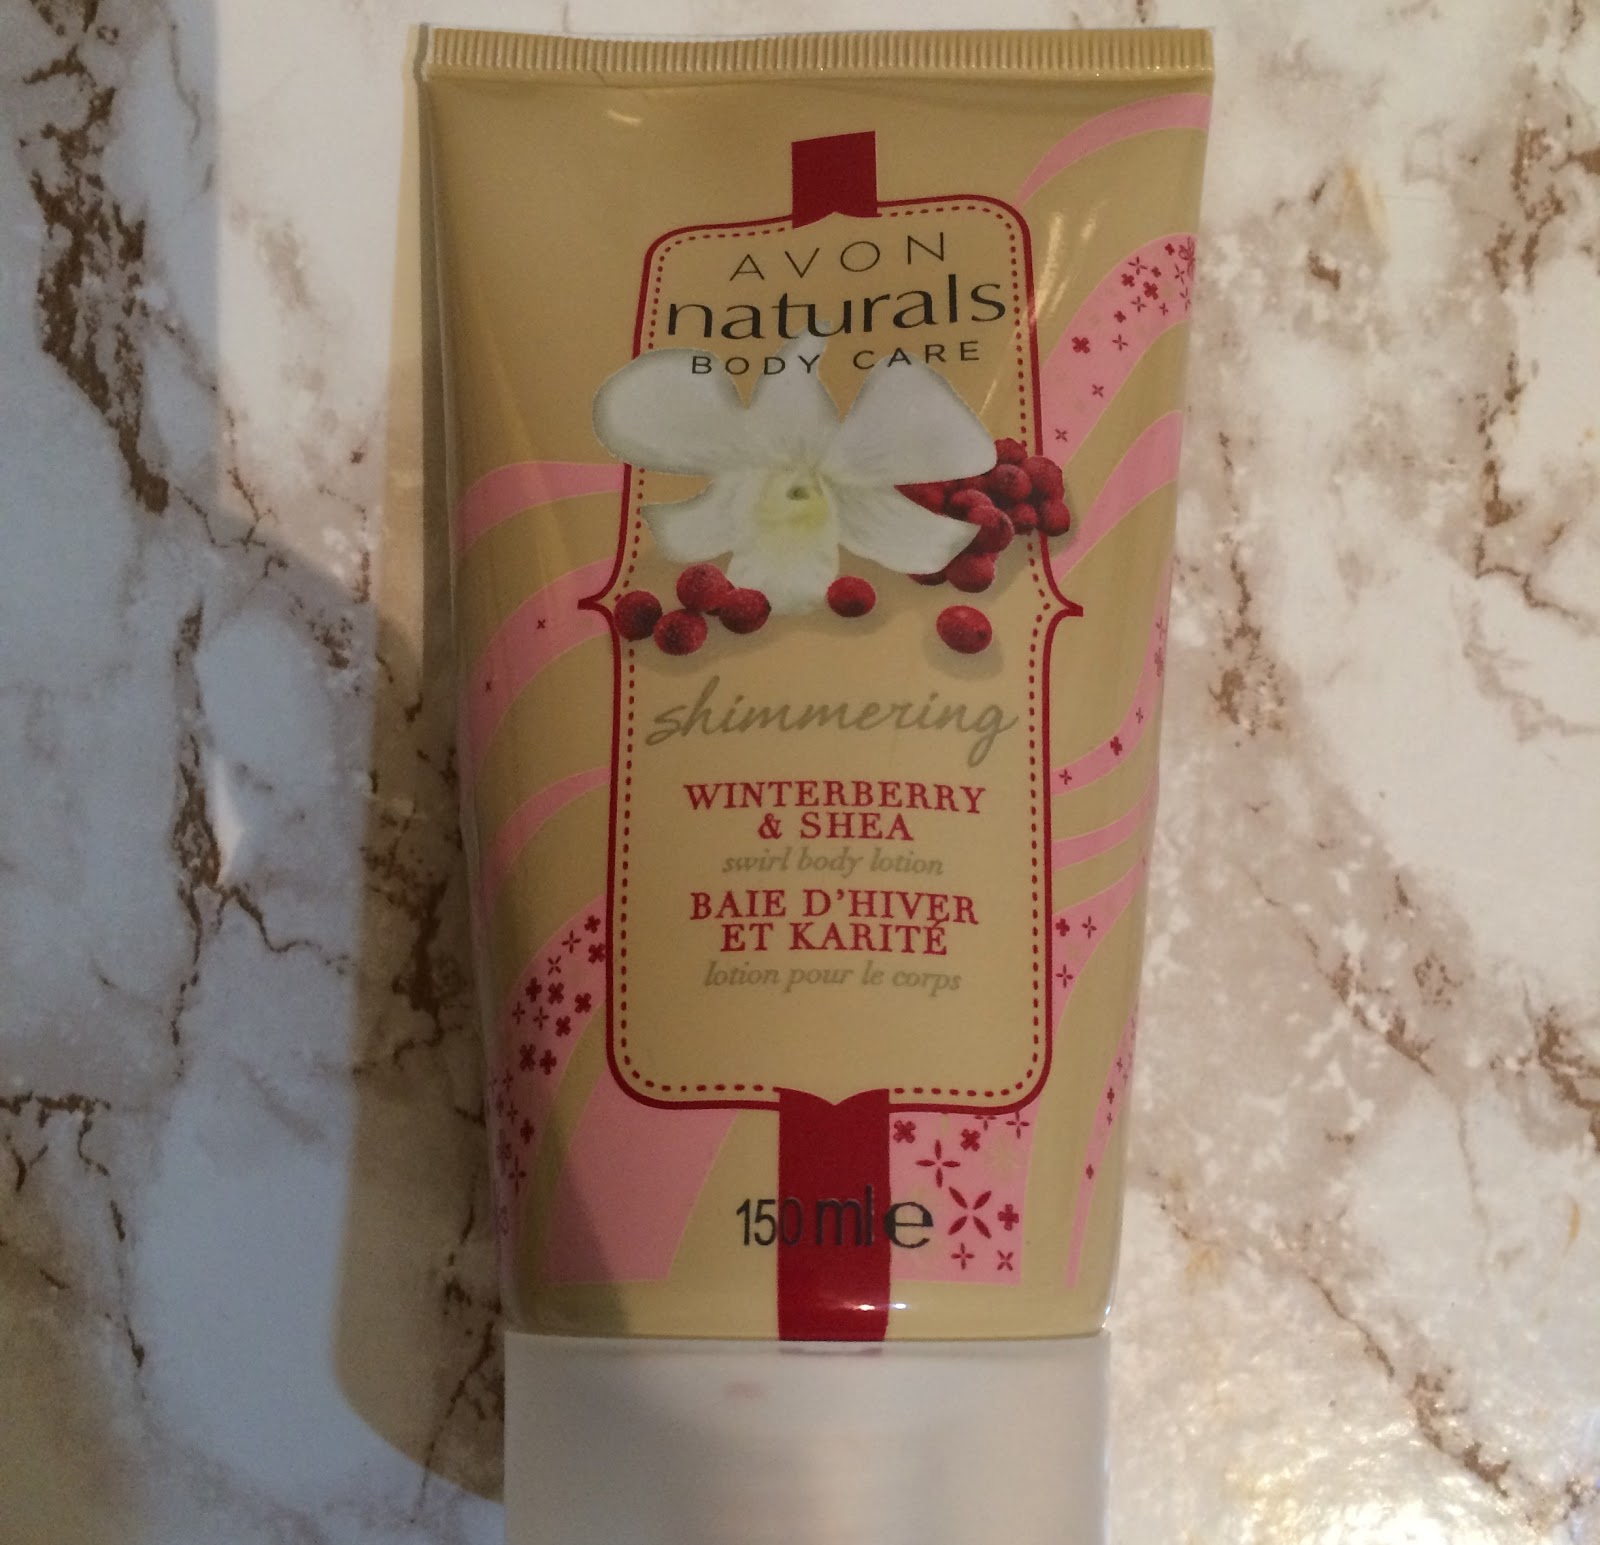 AVON
naturals
BODY CARE
shimmering
WINTERBERRY
& SHEA
swirl body lotion
BAIE D'HIVER
ET KARITÉ
lotion pour le corps
150 ml e